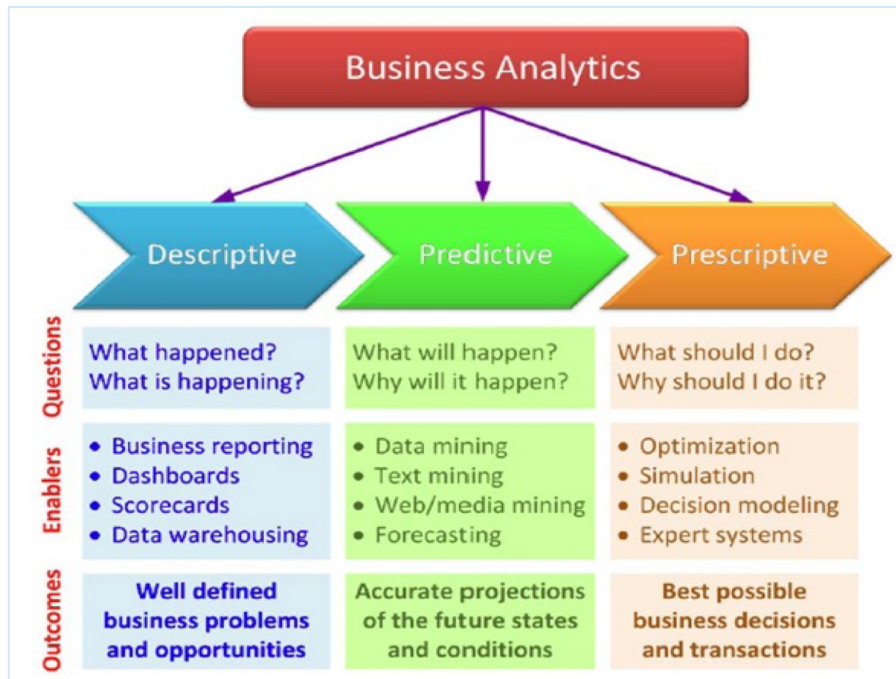 Business Analytics
Descriptive
Predictive
Prescriptive
Questions
What happened?
What is happening?
What will happen?
Why will it happen?
What should I do?
Why should I do it?
Enablers
• Business reporting
• Dashboards
• Scorecards
• Data warehousing
• Data mining
• Text mining
• Web/media mining
• Forecasting
• Optimization
• Simulation
• Decision modeling
• Expert systems
Outcomes
Well defined
business problems
and opportunities
Accurate projections
of the future states
and conditions
Best possible
business decisions
and transactions